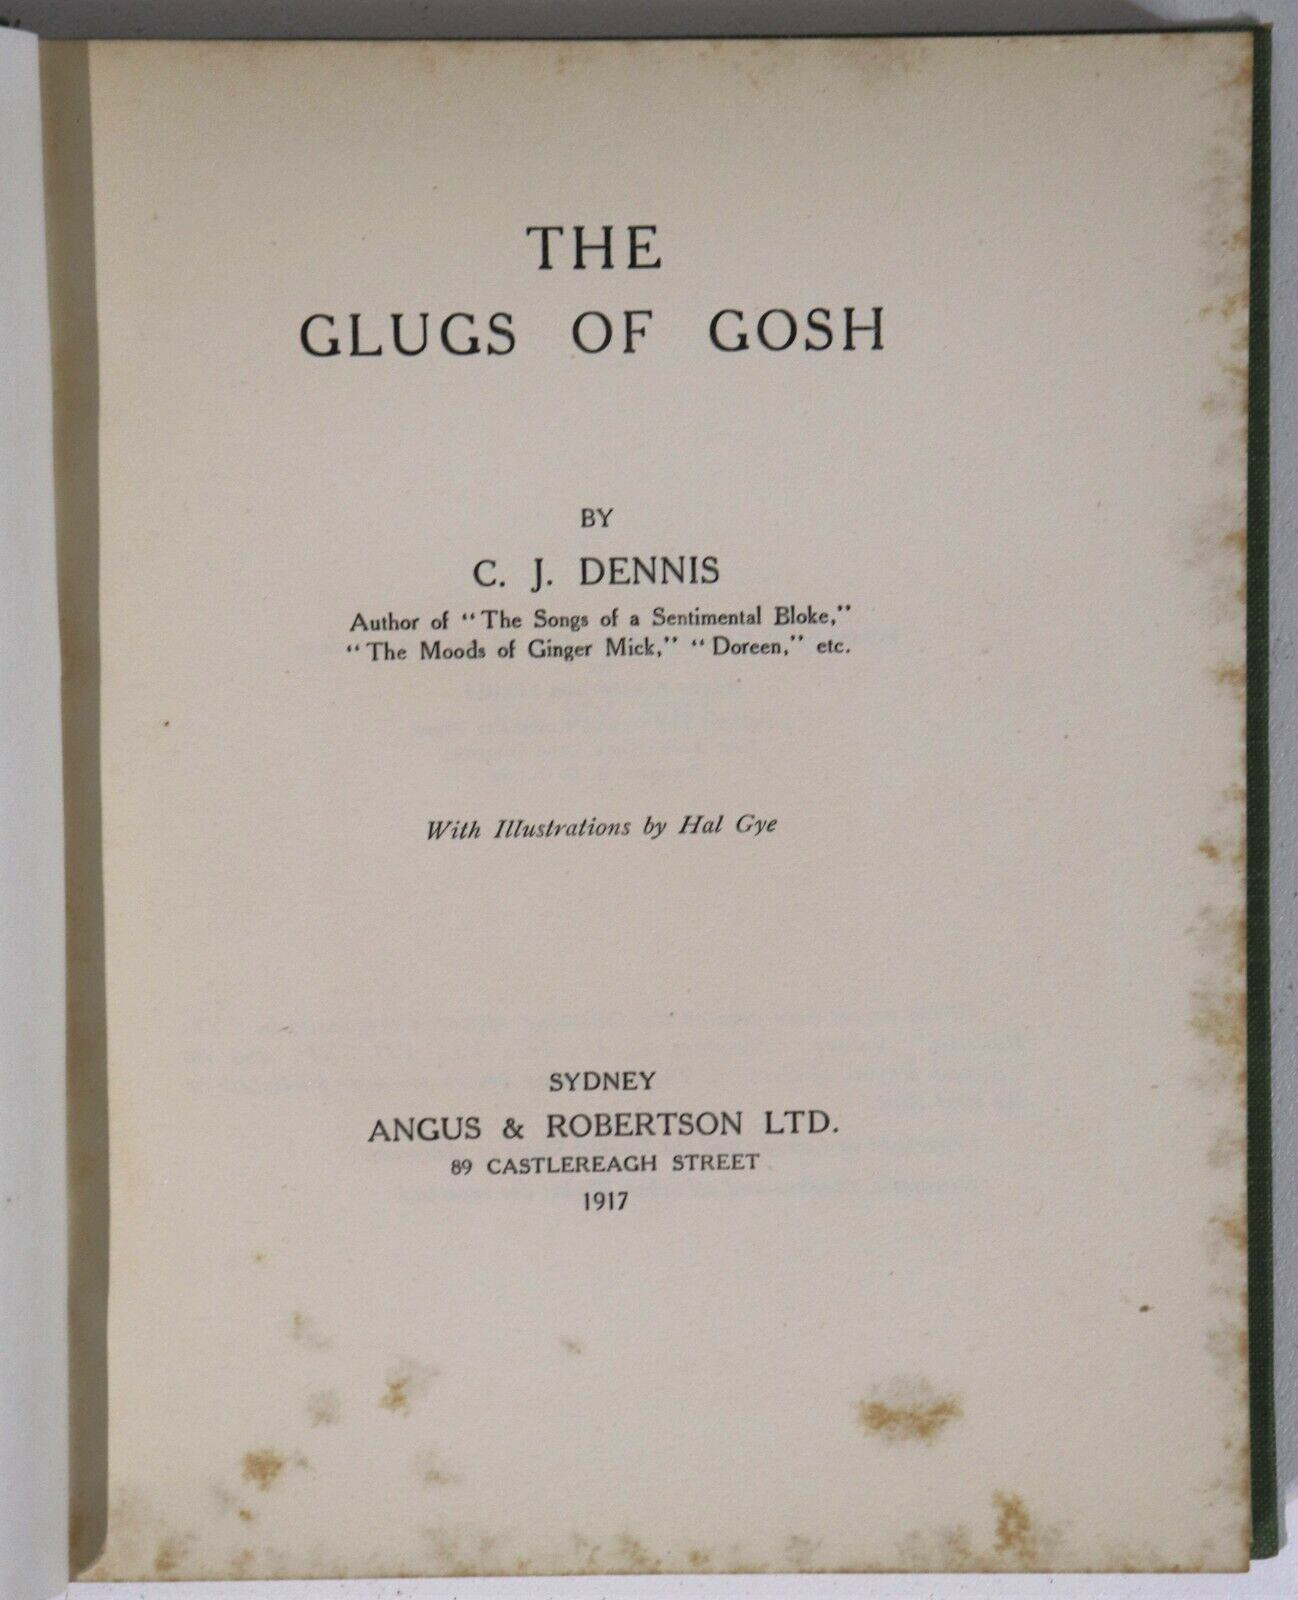 THE
GLUGS OF GOSH
BY
C. J. DENNIS
Author of "The Songs of a Sentimental Bloke,"
"The Moods of Ginger Mick," "Doreen," etc.
With Illustrations by Hal Gye
SYDNEY
ANGUS & ROBERTSON LTD.
89 CASTLEREAGH STREET
1917